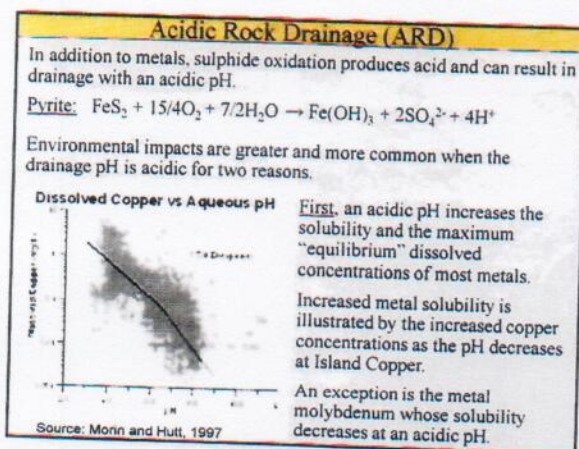 Acidic Rock Drainage (ARD)
In addition to metals, sulphide oxidation produces acid and can result in
drainage with an acidic pH.
Pyrite: FeS₂ + 15/4O₂ + 7/2H₂O → Fe(OH)₃ + 2SO₄²⁻ + 4H⁺
Environmental impacts are greater and more common when the
drainage pH is acidic for two reasons.
Dissolved Copper vs Aqueous pH
pH
Source: Morin and Hutt, 1997
First, an acidic pH increases the
solubility and the maximum
"equilibrium" dissolved
concentrations of most metals.
Increased metal solubility is
illustrated by the increased copper
concentrations as the pH decreases
at Island Copper.
An exception is the metal
molybdenum whose solubility
decreases at an acidic pH.